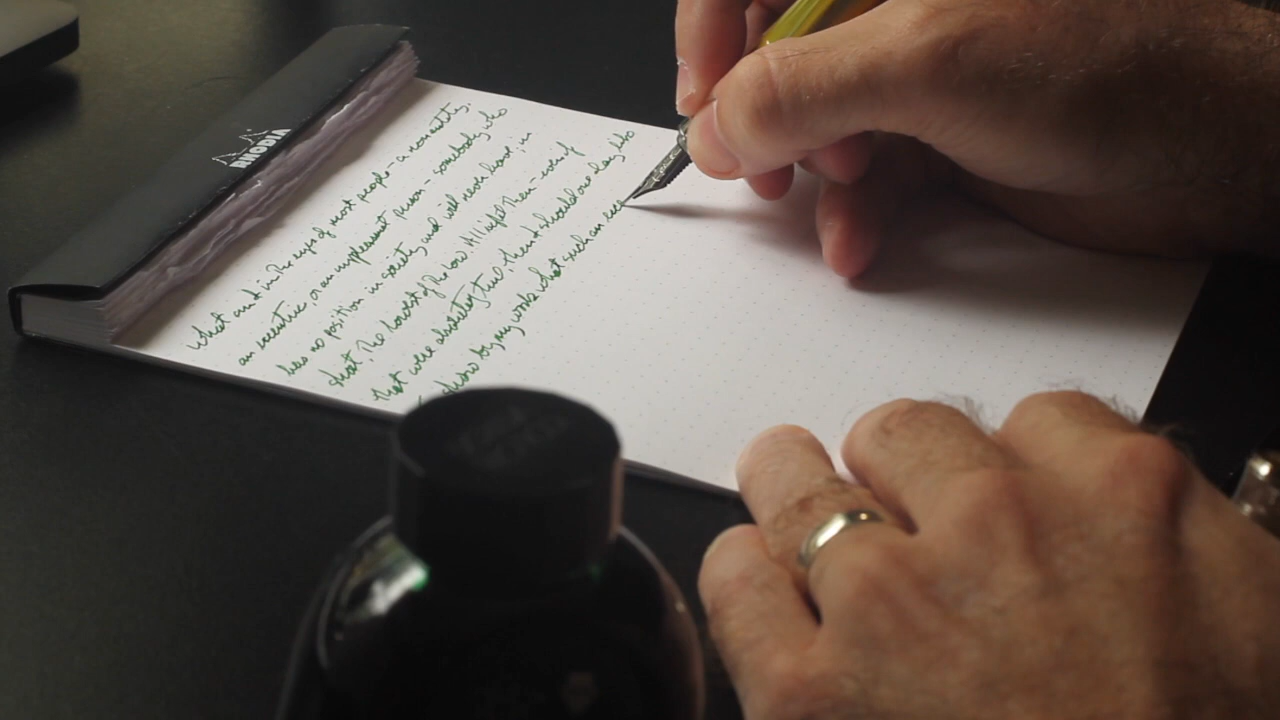 RHODIA
What am I in the eyes of most people - a nonentity,
an eccentric, or an unpleasant person - somebody who
has no position in society and will never have, in
short, the lowest of the low. All right then - even if
that were absolutely true, then I should one day like
show by my work what such an ecc